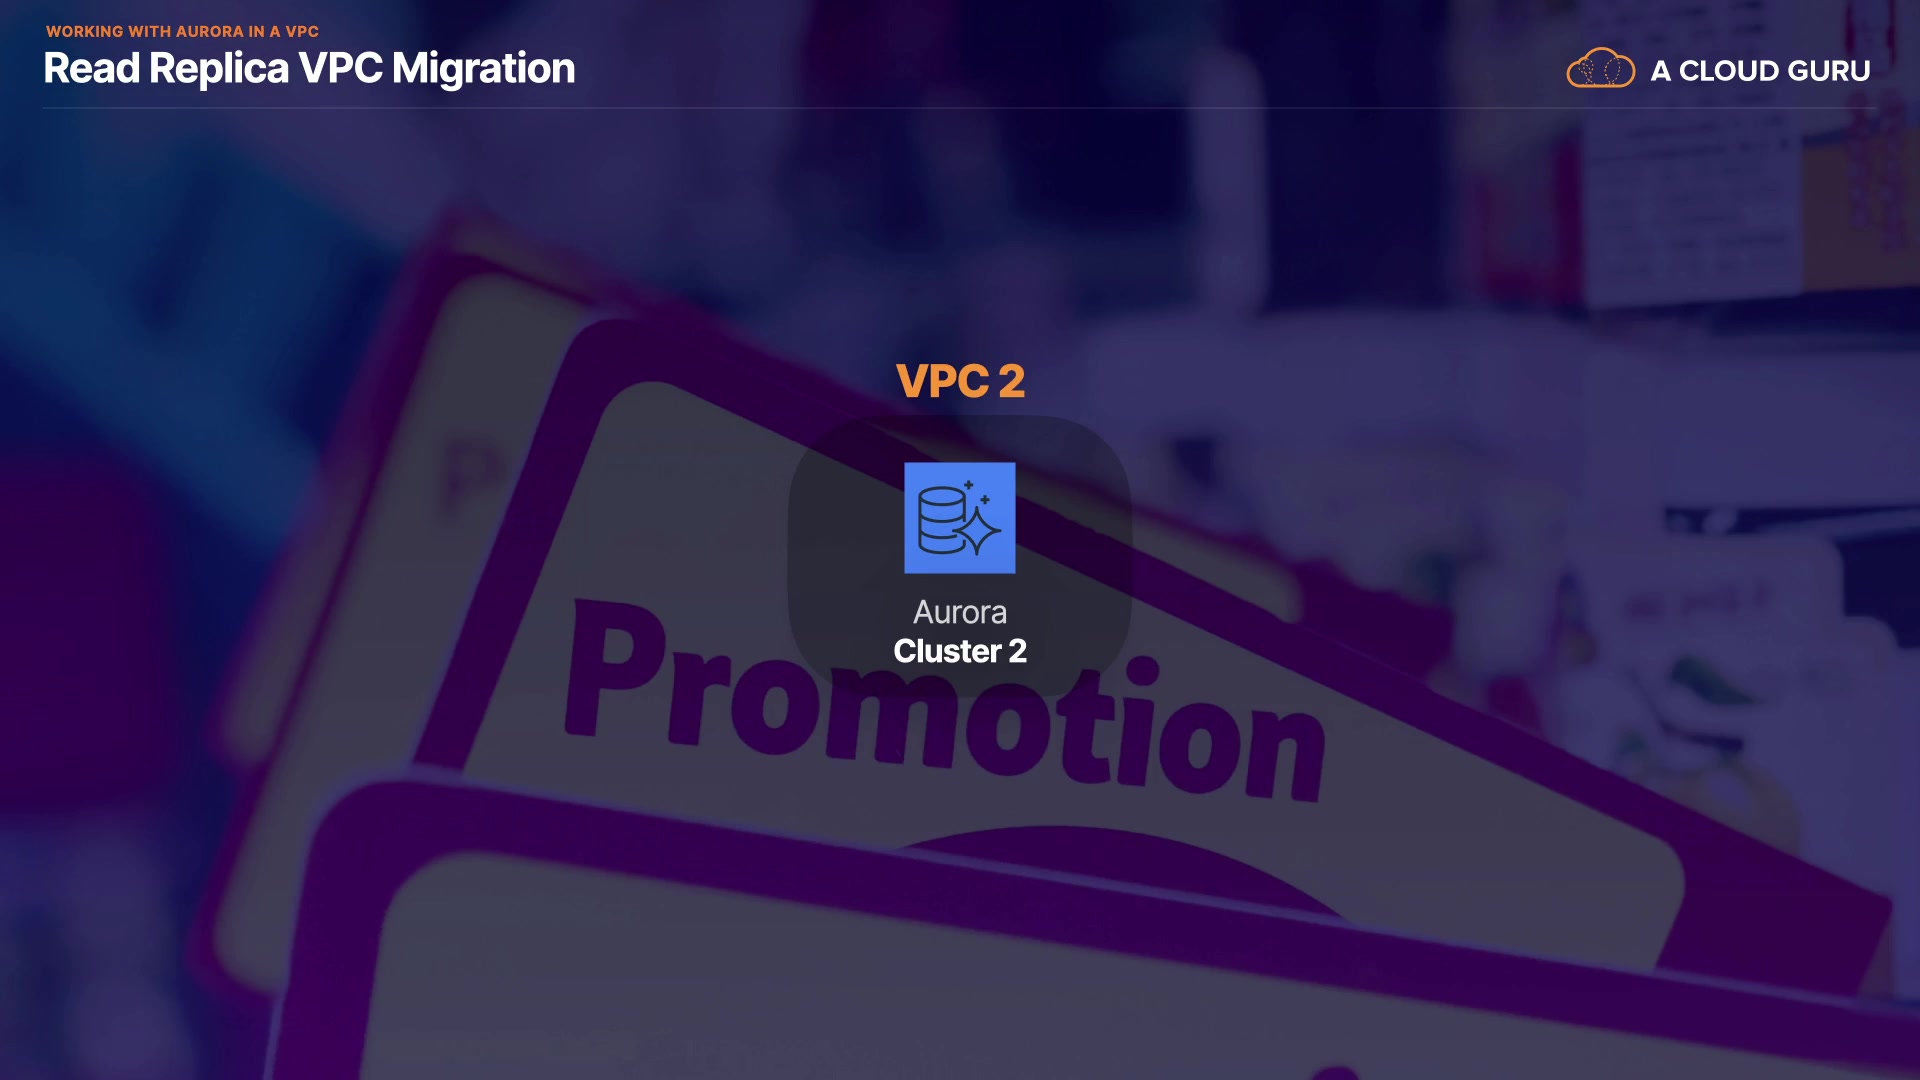 WORKING WITH AURORA IN A VPC
Read Replica VPC Migration
A CLOUD GURU
VPC 2
Aurora
Cluster 2
Promotion
P